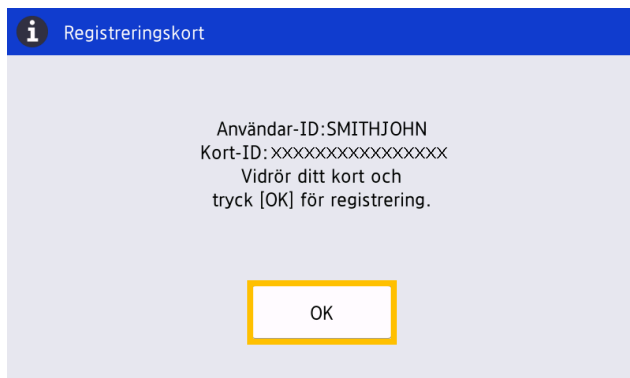 Registreringskort
Användar-ID:SMITHJOHN
Kort-ID:XXXXXXXXXXXXXXXX
Vidrör ditt kort och
tryck [OK] för registrering.
OK